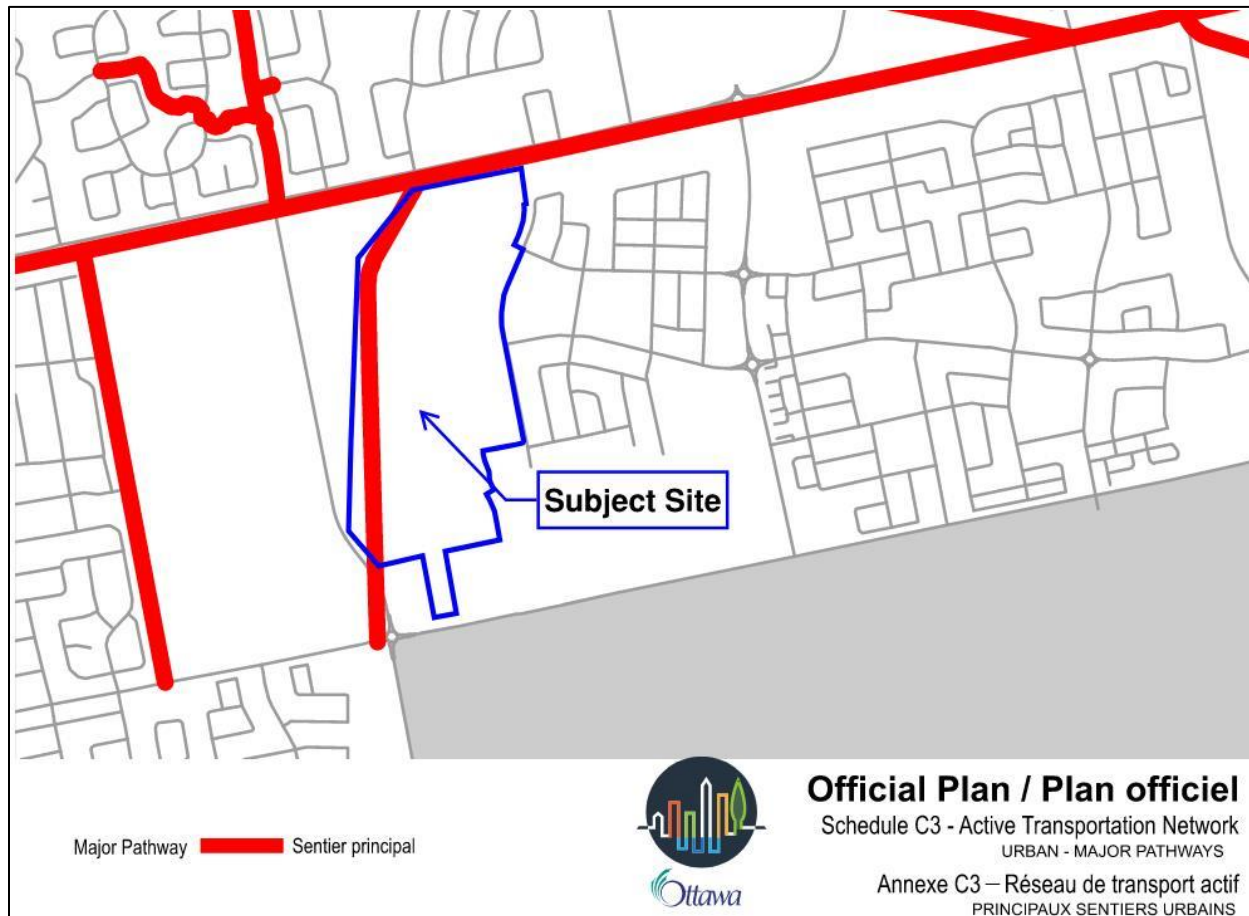 Subject Site
Major Pathway
Sentier principal
Ottawa
Official Plan / Plan officiel
Schedule C3 - Active Transportation Network
URBAN - MAJOR PATHWAYS
Annexe C3 – Réseau de transport actif
PRINCIPAUX SENTIERS URBAINS